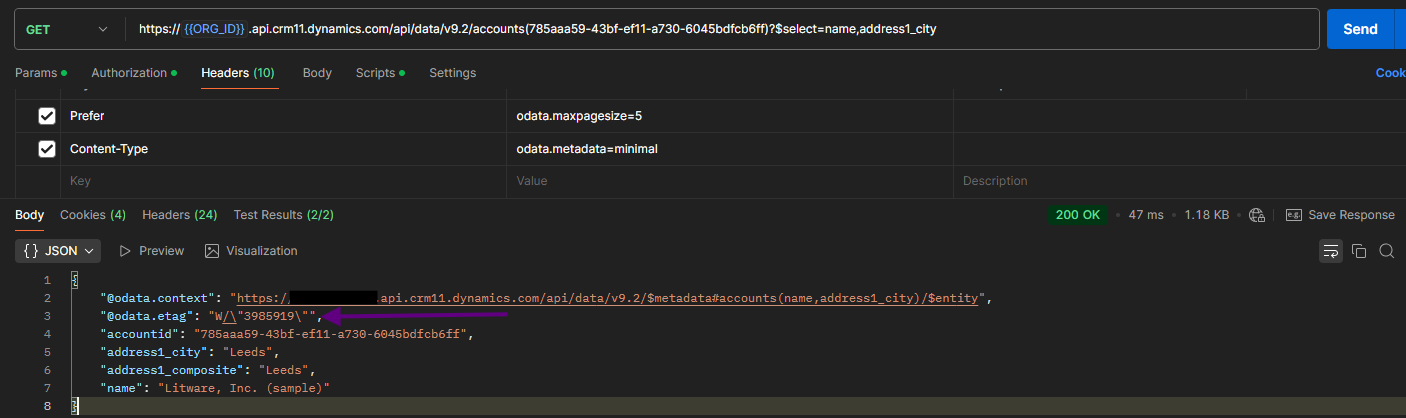 GET https:// {{ORG_ID}} .api.crm11.dynamics.com/api/data/v9.2/accounts(785aaa59-43bf-ef11-a730-6045bdfcb6ff)?$select=name,address1_city Send
Params Authorization Headers (10) Body Scripts Settings Cook
Prefer odata.maxpagesize=5
Content-Type odata.metadata=minimal
Key Value Description
Body Cookies (4) Headers (24) Test Results (2/2) 200 OK 47 ms 1.18 KB e.g. Save Response
{} JSON Preview Visualization
1 {
2 "@odata.context": "https:/ .api.crm11.dynamics.com/api/data/v9.2/$metadata#accounts(name,address1_city)/$entity",
3 "@odata.etag": "W/\"3985919\"",
4 "accountid": "785aaa59-43bf-ef11-a730-6045bdfcb6ff",
5 "address1_city": "Leeds",
6 "address1_composite": "Leeds",
7 "name": "Litware, Inc. (sample)"
8 }